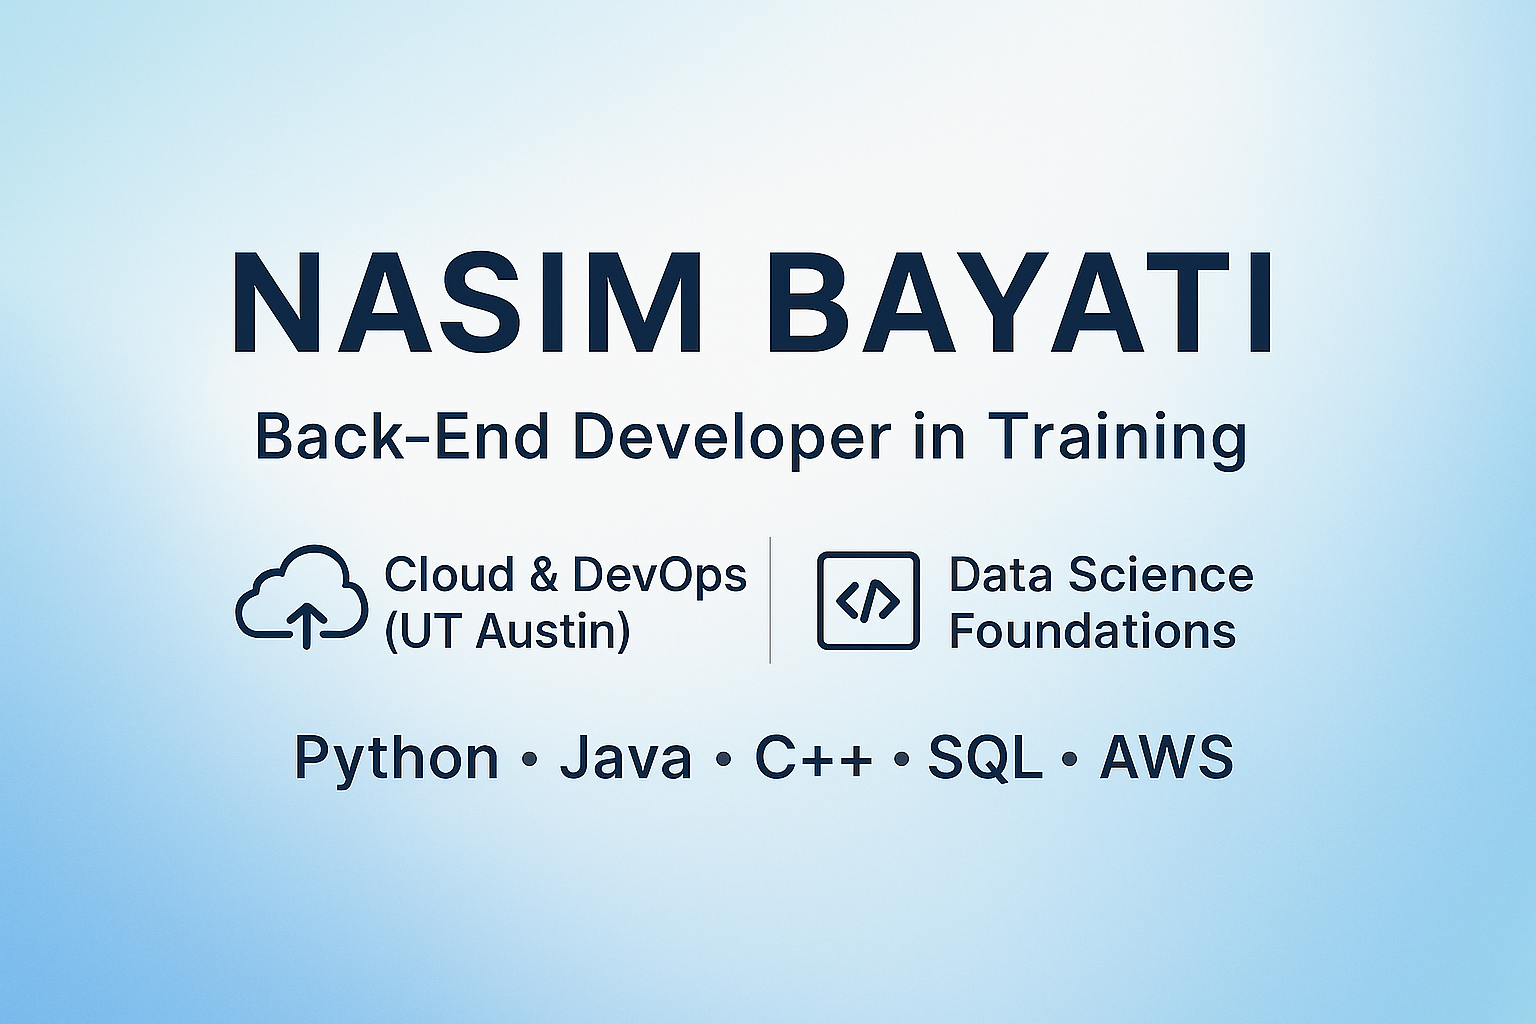 NASIM BAYATI
Back-End Developer in Training
Cloud & DevOps
(UT Austin)
Data Science
Foundations
Python • Java • C++ • SQL • AWS